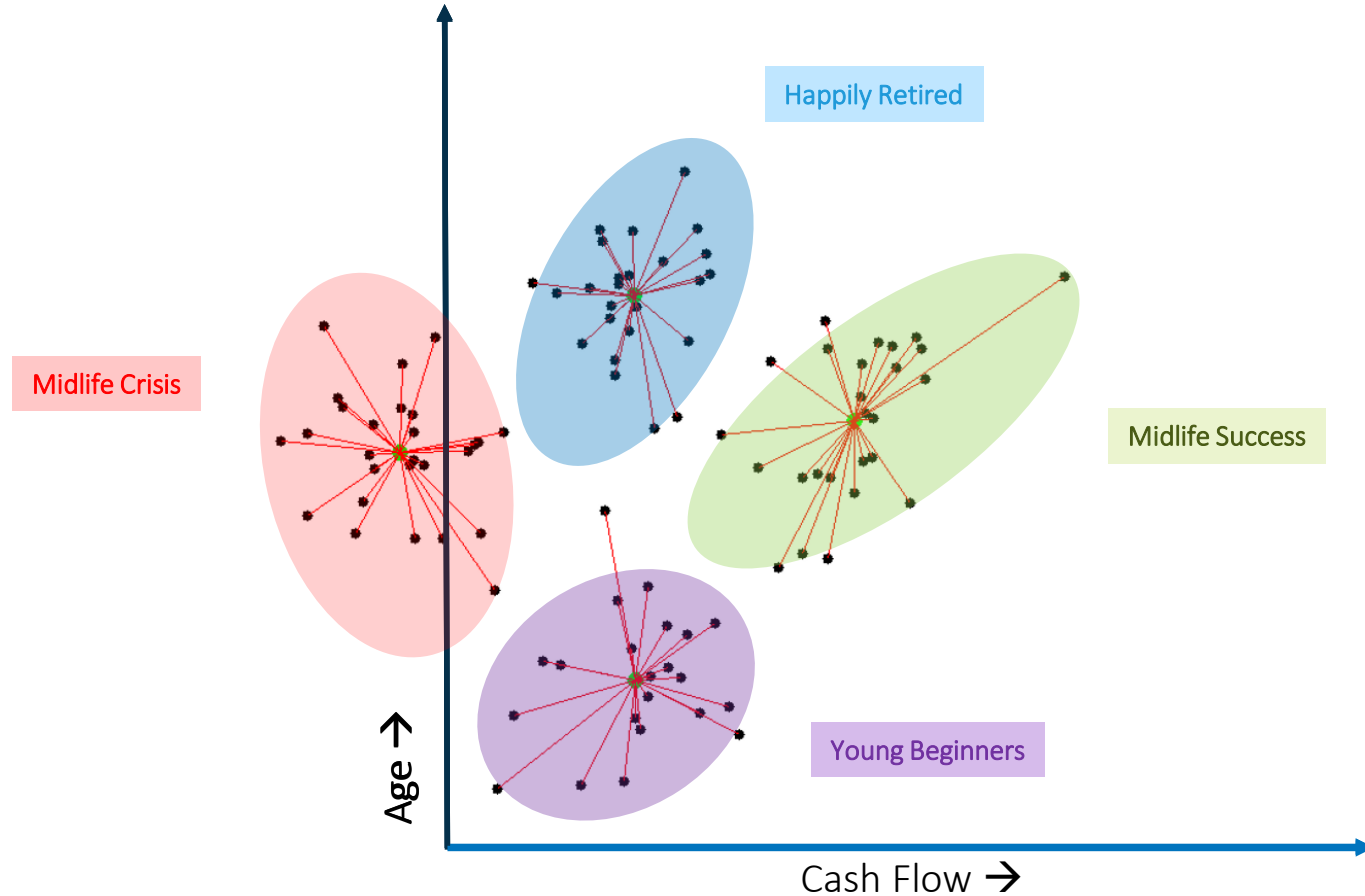 Happily Retired
Midlife Crisis
Midlife Success
Young Beginners
Age →
Cash Flow →